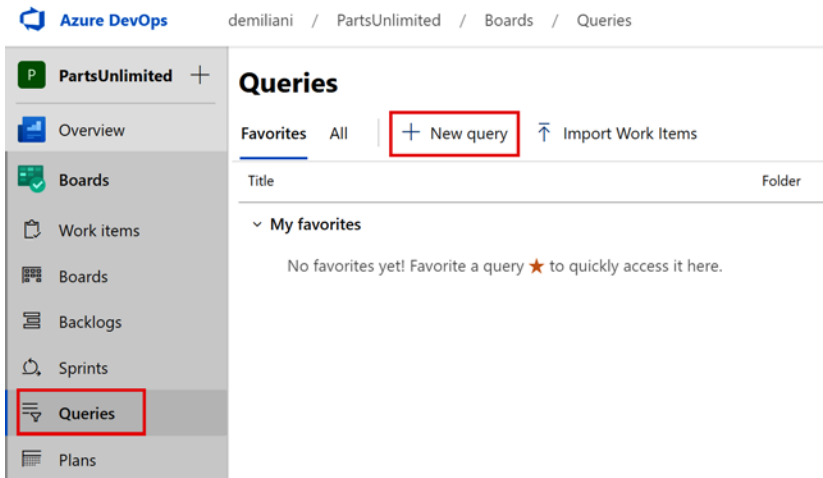 Azure DevOps demiliani / PartsUnlimited / Boards / Queries
P PartsUnlimited +
Queries
Overview
Favorites All + New query Import Work Items
Boards
Title Folder
Work items
My favorites
Boards
No favorites yet! Favorite a query ★ to quickly access it here.
Backlogs
Sprints
Queries
Plans